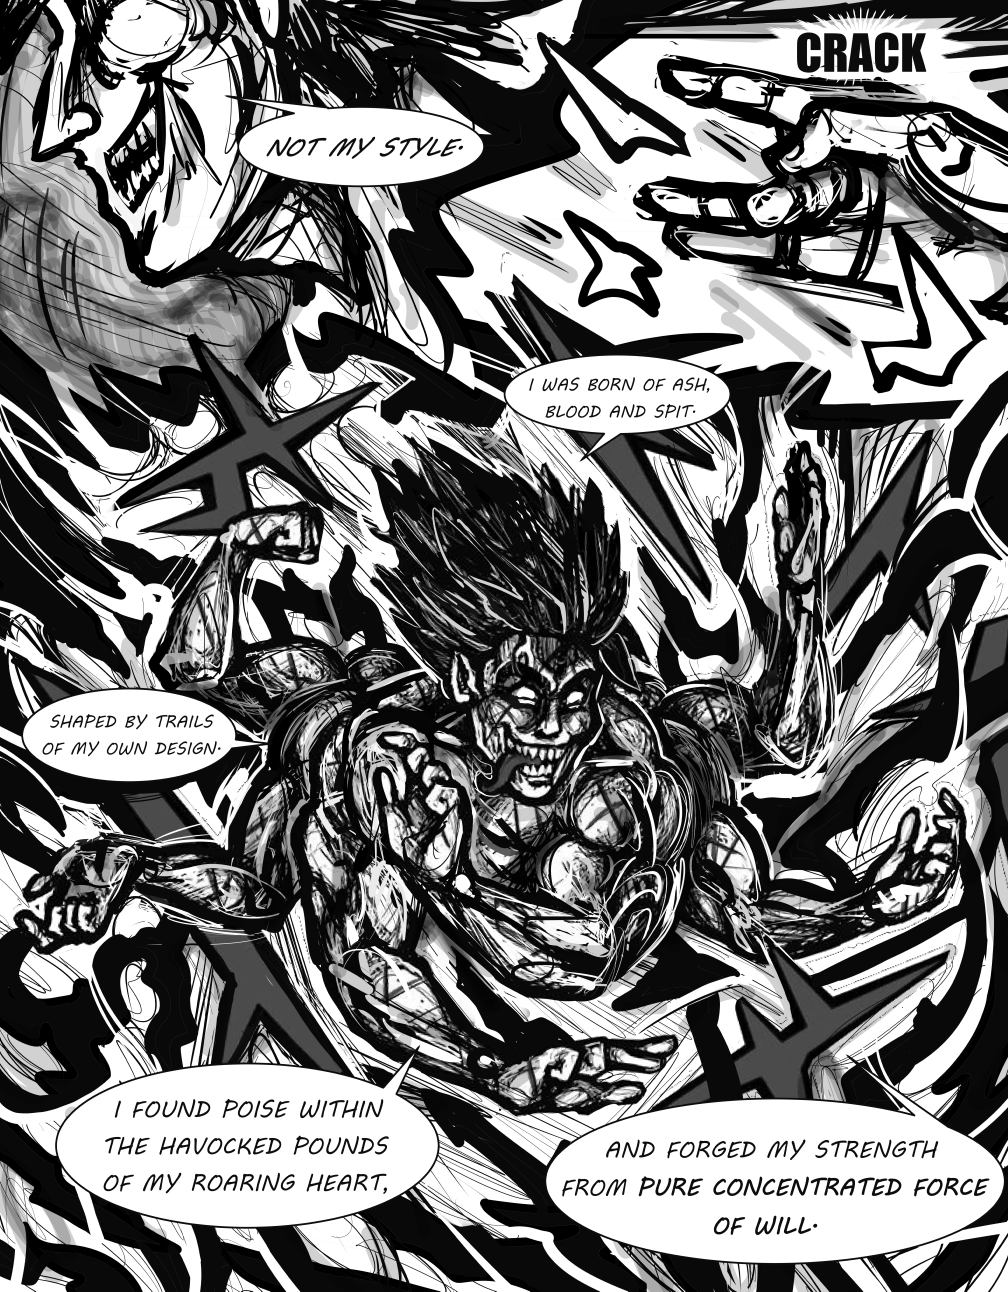 CRACK
NOT MY STYLE.
I WAS BORN OF ASH,
BLOOD AND SPIT.
SHAPED BY TRAILS
OF MY OWN DESIGN.
I FOUND POISE WITHIN
THE HAVOCKED POUNDS
OF MY ROARING HEART,
AND FORGED MY STRENGTH
FROM PURE CONCENTRATED FORCE
OF WILL.